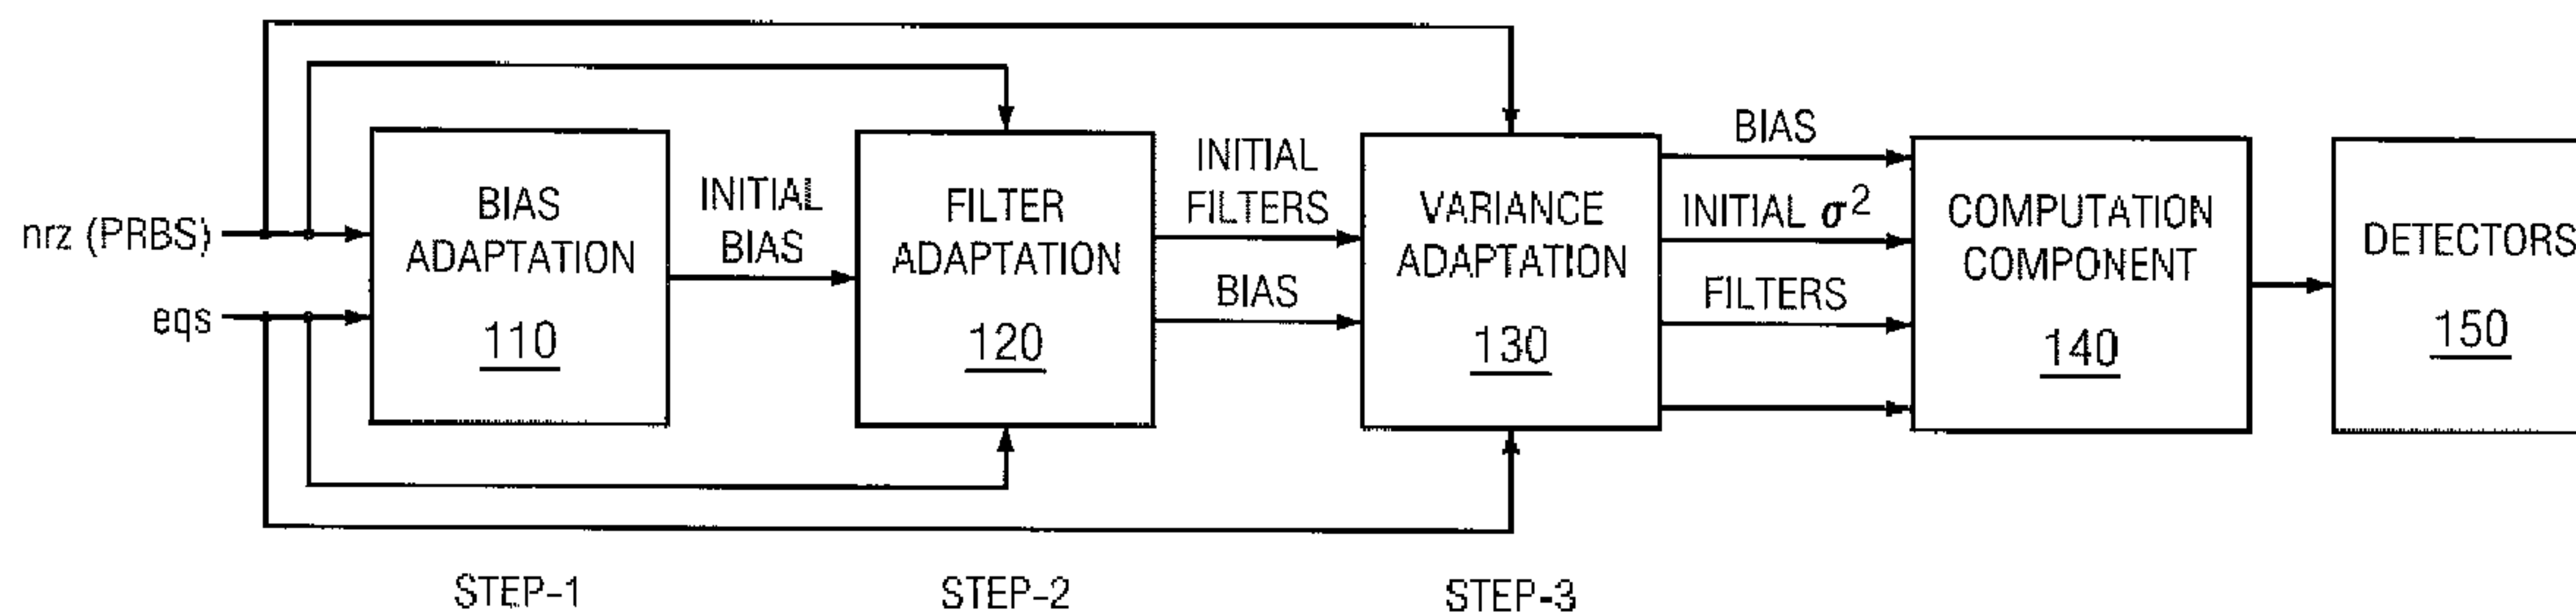 nrz (PRBS)
eqs
BIAS
ADAPTATION
110
INITIAL
BIAS
FILTER
ADAPTATION
120
INITIAL
FILTERS
BIAS
VARIANCE
ADAPTATION
130
BIAS
INITIAL σ²
FILTERS
COMPUTATION
COMPONENT
140
DETECTORS
150
STEP-1
STEP-2
STEP-3